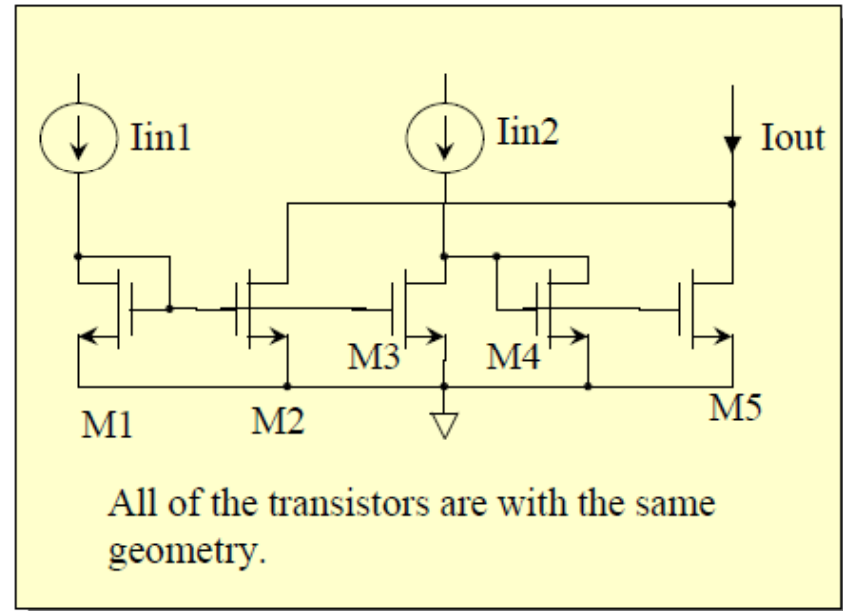 Iin1
Iin2
Iout
M3
M4
M1
M2
M5
All of the transistors are with the same
geometry.